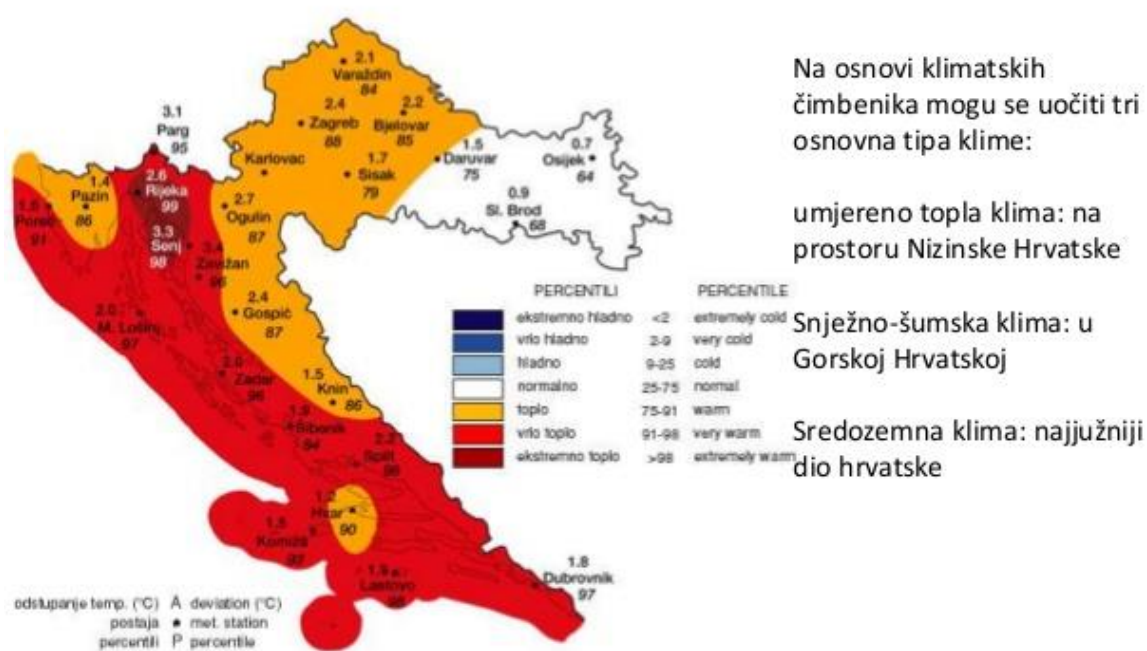 2.1
Varaždin
84
2.4
Zagreb
88
2.2
Bjelovar
85
3.1
Parg
95
Karlovac
1.7
Sisak
79
1.5
Daruvar
75
0.7
Osijek
64
0.9
Sl. Brod
68
1.4
Pazin
86
2.6
Rijeka
99
Poreč
91
2.7
Ogulin
87
3.3
Senj
98
3.4
Zavižan
96
2.4
Gospić
87
2.0
M. Lošinj
97
Zadar
1.5
Knin
86
Šibenik
Split
Hvar
90
Komiža
97
Lastovo
1.8
Dubrovnik
97
PERCENTILI PERCENTILE
ekstremno hladno <2 extremely cold
vrlo hladno 2-9 very cold
hladno 9-25 cold
normalno 25-75 normal
toplo 75-91 warm
vrlo toplo 91-98 very warm
ekstremno toplo >98 extremely warm
odstupanje temp. (°C) A deviation (°C)
postaja met. station
percentili P percentile
Na osnovi klimatskih
čimbenika mogu se uočiti tri
osnovna tipa klime:
umjereno topla klima: na
prostoru Nizinske Hrvatske
Snježno-šumska klima: u
Gorskoj Hrvatskoj
Sredozemna klima: najjužniji
dio hrvatske